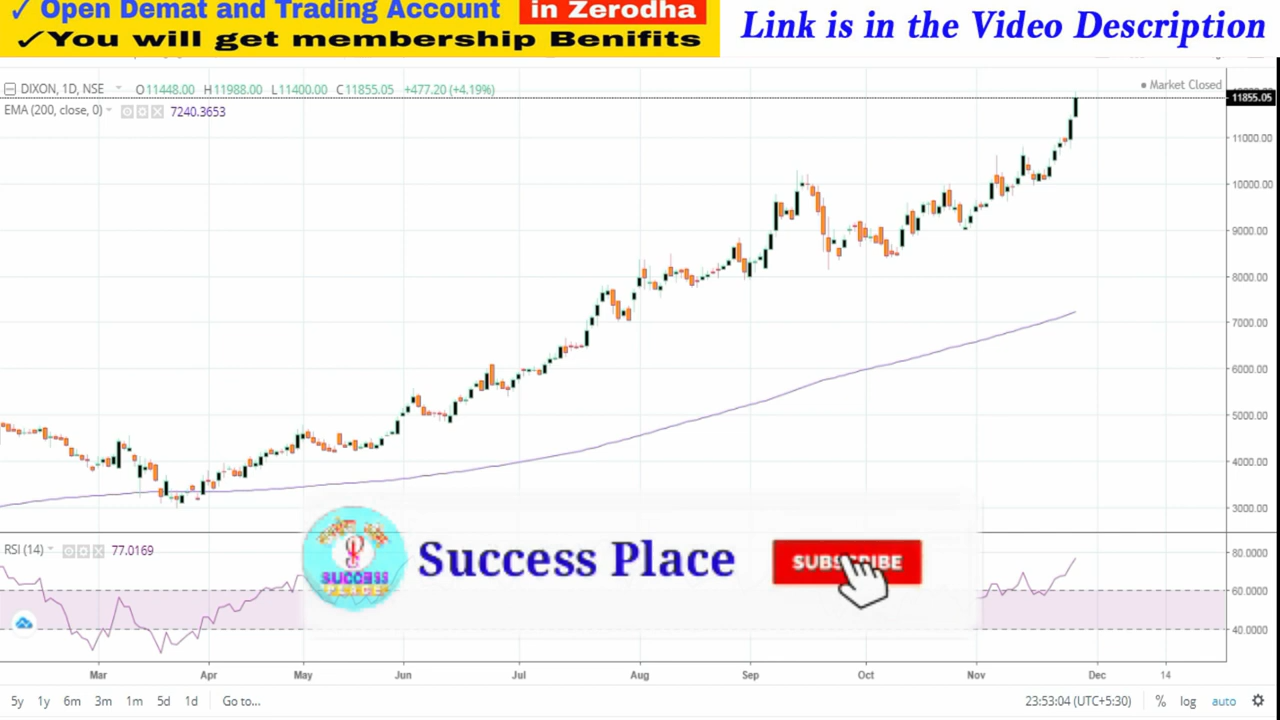 ✓ Open Demat and Trading Account in Zerodha
✓You will get membership Benifits
Link is in the Video Description
DIXON, 1D, NSE O11448.00 H11988.00 L11400.00 C11855.05 +477.20 (+4.19%)
Market Closed
EMA (200, close, 0) 7240.3653
11855.05
11000.00
10000.00
9000.00
8000.00
7000.00
6000.00
5000.00
4000.00
3000.00
RSI (14) 77.0169
80.0000
60.0000
40.0000
SUCCESS
Success Place
SUBSCRIBE
Mar Apr May Jun Jul Aug Sep Oct Nov Dec 14
5y 1y 6m 3m 1m 5d 1d Go to... 23:53:04 (UTC+5:30) % log auto